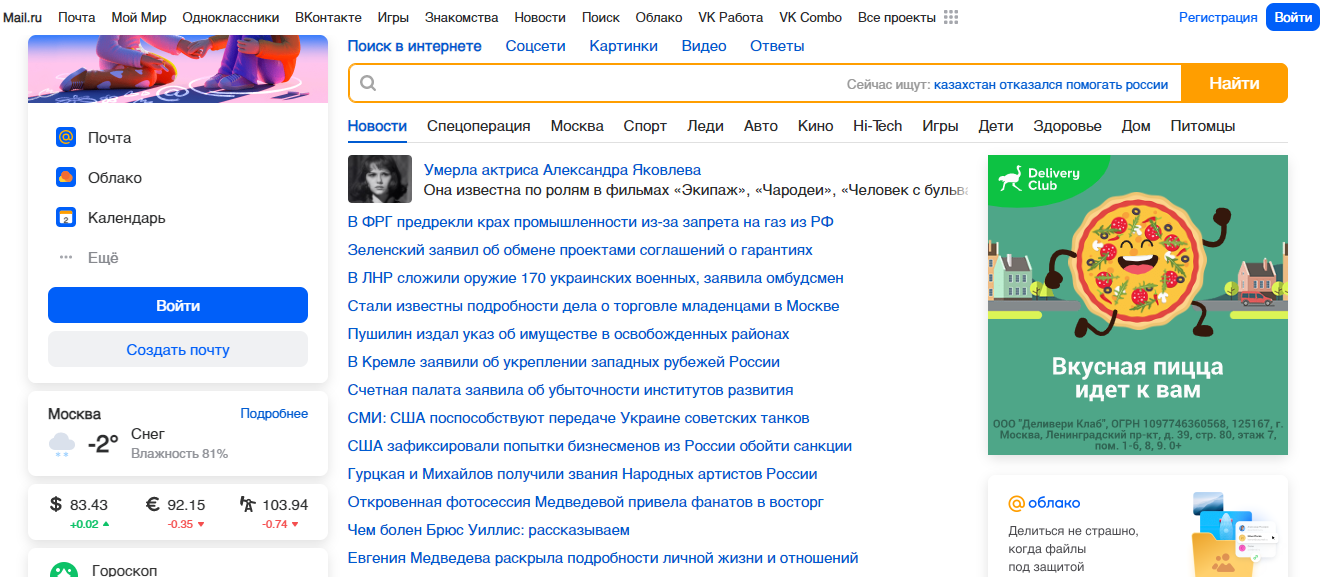 Mail.ru Почта Мой Мир Одноклассники ВКонтакте Игры Знакомства Новости Поиск Облако VK Работа VK Combo Все проекты Регистрация Войти
Почта
Облако
2
Календарь
Ещё
Войти
Создать почту
Москва Подробнее
-2° Снег
Влажность 81%
$ 83.43 € 92.15 103.94
+0.02 -0.35 -0.74
Гороскоп
Поиск в интернете Соцсети Картинки Видео Ответы
Сейчас ищут: казахстан отказался помогать россии Найти
Новости Спецоперация Москва Спорт Леди Авто Кино Hi-Tech Игры Дети Здоровье Дом Питомцы
Умерла актриса Александра Яковлева
Она известна по ролям в фильмах «Экипаж», «Чародеи», «Человек с бульва
В ФРГ предрекли крах промышленности из-за запрета на газ из РФ
Зеленский заявил об обмене проектами соглашений о гарантиях
В ЛНР сложили оружие 170 украинских военных, заявила омбудсмен
Стали известны подробности дела о торговле младенцами в Москве
Пушилин издал указ об имуществе в освобожденных районах
В Кремле заявили об укреплении западных рубежей России
Счетная палата заявила об убыточности институтов развития
СМИ: США поспособствуют передаче Украине советских танков
США зафиксировали попытки бизнесменов из России обойти санкции
Гурцкая и Михайлов получили звания Народных артистов России
Откровенная фотосессия Медведевой привела фанатов в восторг
Чем болен Брюс Уиллис: рассказываем
Евгения Медведева раскрыла подробности личной жизни и отношений
Delivery
Club
Вкусная пицца
идет к вам
ООО "Деливери Клаб", ОГРН 1097746360568, 125167, г.
Москва, Ленинградский пр-кт, д. 39, стр. 80, этаж 7,
пом. 1-6, 8, 9. 0+
@ облако
Делиться не страшно,
когда файлы
под защитой